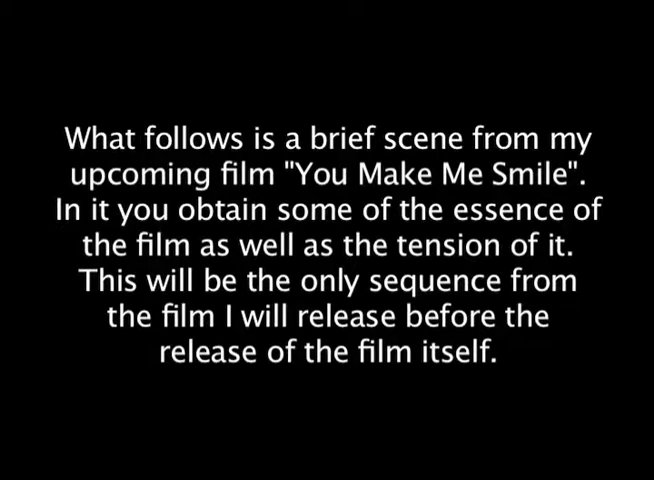 What follows is a brief scene from my
upcoming film "You Make Me Smile".
In it you obtain some of the essence of
the film as well as the tension of it.
This will be the only sequence from
the film I will release before the
release of the film itself.